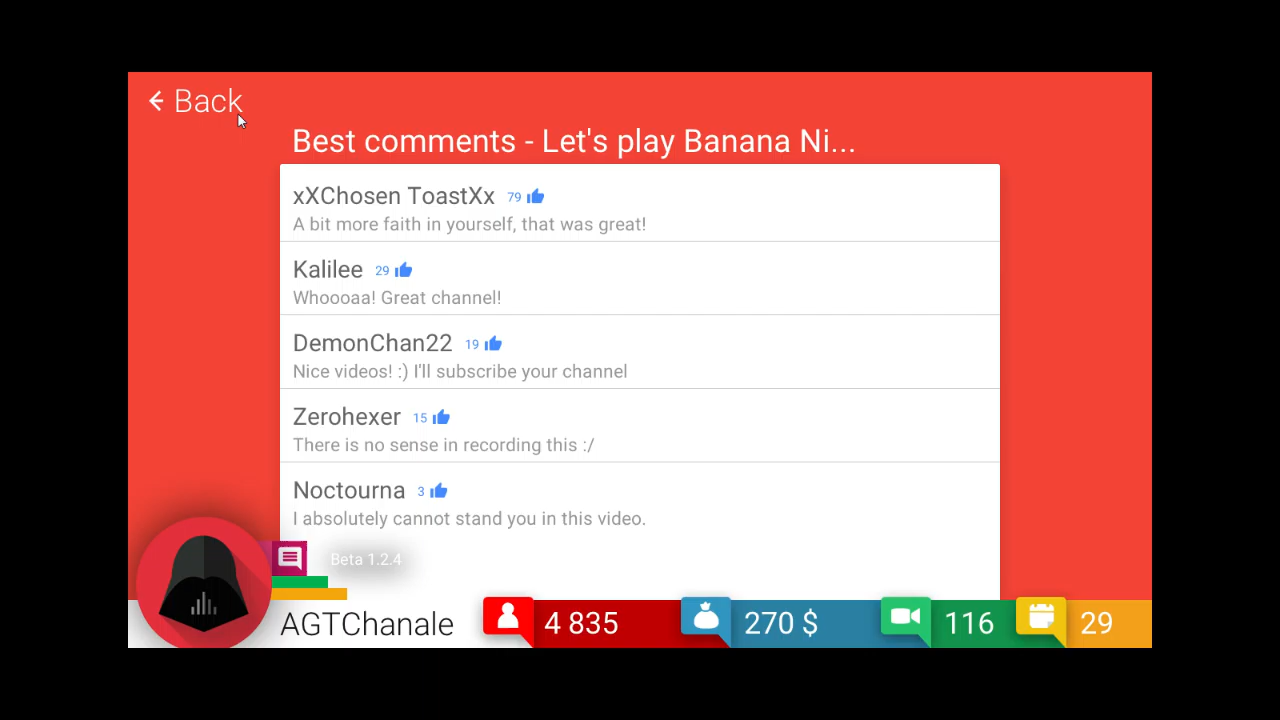 Back
Best comments - Let's play Banana Ni...
xXChosen ToastXx 79
A bit more faith in yourself, that was great!
Kalilee 29
Whoooaa! Great channel!
DemonChan22 19
Nice videos! :) I'll subscribe your channel
Zerohexer 15
There is no sense in recording this :/
Noctourna 3
I absolutely cannot stand you in this video.
Beta 1.2.4
AGTChanale 4 835 270 $ 116 29